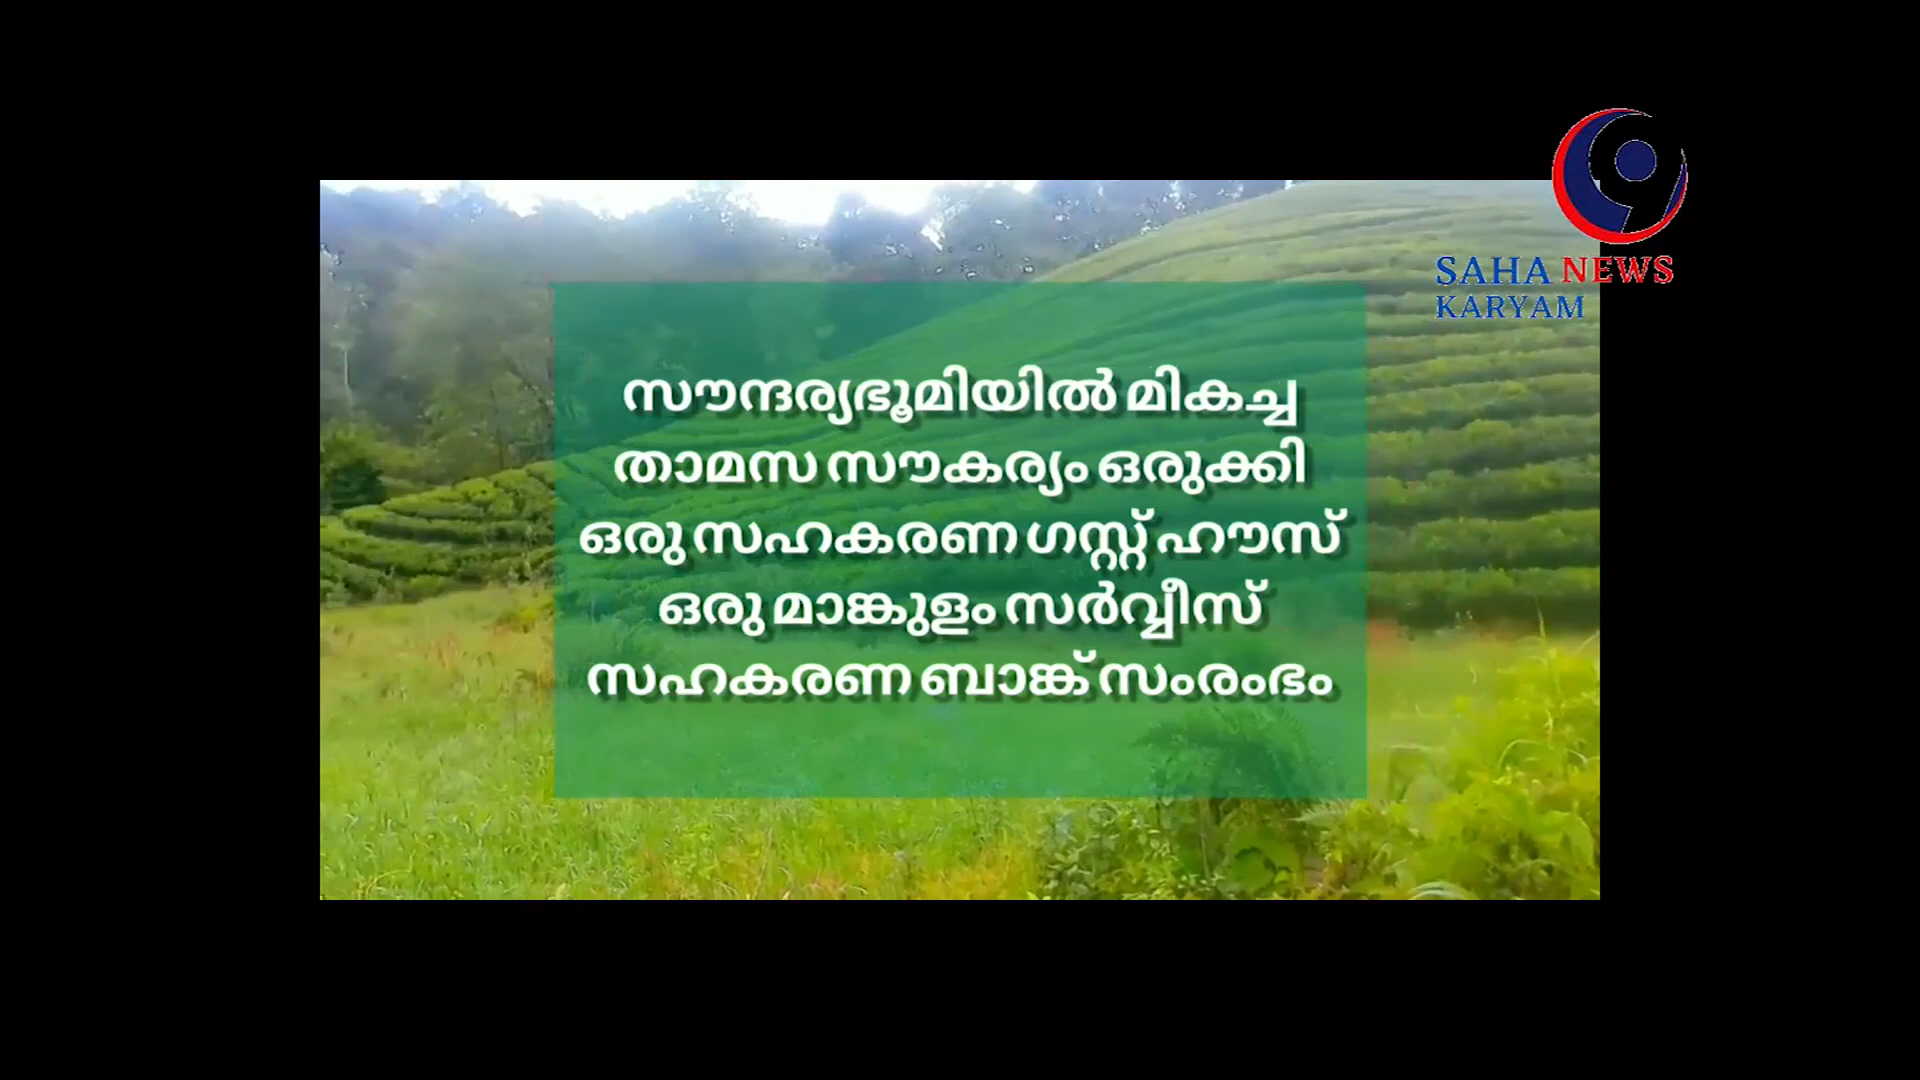 SAHA NEWS
KARYAM
സൗന്ദര്യഭൂമിയിൽ മികച്ച
താമസ സൗകര്യം ഒരുക്കി
ഒരു സഹകരണ ഗസ്റ്റ് ഹൗസ്
ഒരു മാങ്കുളം സർവ്വീസ്
സഹകരണ ബാങ്ക് സംരംഭം